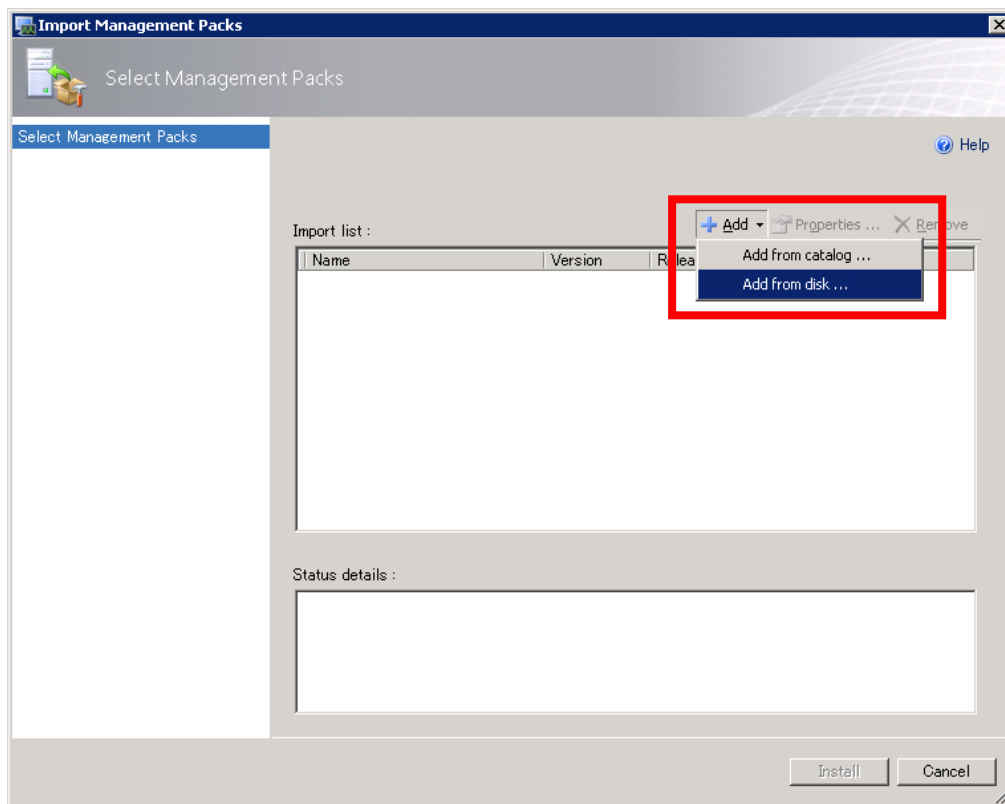 Import Management Packs
Select Management Packs
Select Management Packs
Help
Import list :
Add Properties ... Remove
Name Version
Add from catalog ...
Add from disk ...
Status details :
Install Cancel